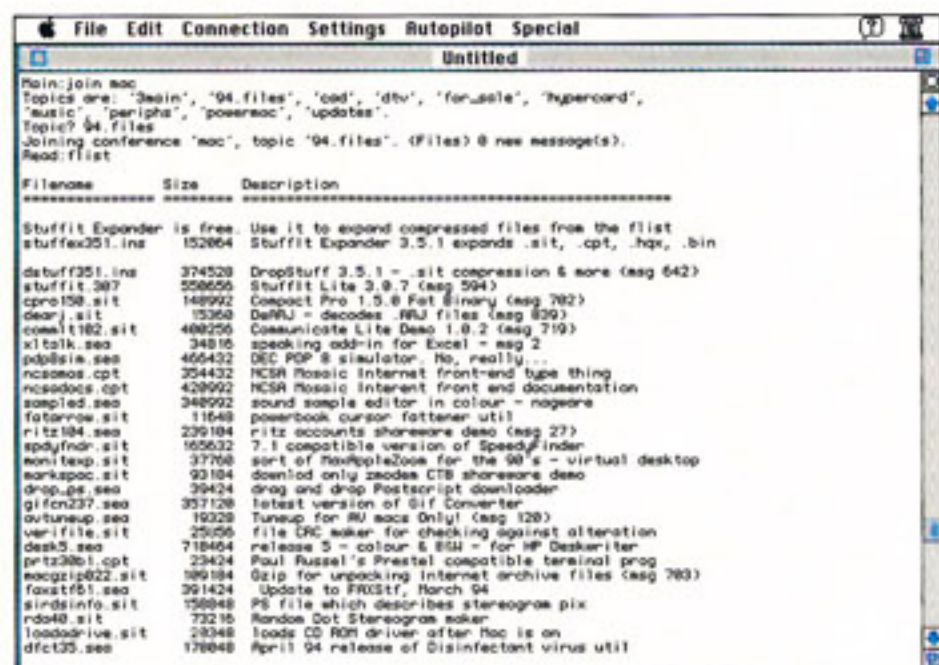 File Edit Connection Settings Autopilot Special
Untitled
Main:join mac
Topics are: '3main', '94.files', 'cad', 'dtv', 'for_sale', 'hypercard',
'music', 'periphs', 'powermac', 'updates'.
Topic? 94.files
Joining conference 'mac', topic '94.files'. (Files) 0 new message(s).
Read:flist
Filename Size Description
Stuffit Expander is free. Use it to expand compressed files from the flist
stuffex351.ins 152064 StuffIt Expander 3.5.1 expands .sit, .cpt, .hqx, .bin
dstuff351.ins 374528 DropStuff 3.5.1 - .sit compression & more (msg 642)
stuffit.307 550656 StuffIt Lite 3.0.7 (msg 594)
cpro150.sit 140992 Compact Pro 1.5.0 Fat Binary (msg 702)
dearj.sit 15360 DeARJ - decodes .ARJ files (msg 839)
commlt102.sit 400256 Communicate Lite Demo 1.0.2 (msg 719)
xltalk.sea 34816 speaking add-in for Excel - msg 2
pdp8sim.sea 466432 DEC PDP 8 simulator. No, really...
ncsamos.cpt 354432 NCSA Mosaic Internet front-end type thing
ncsadocs.cpt 420992 NCSA Mosaic Interent front end documentation
sampled.sea 340992 sound sample editor in colour - nagware
fatarrow.sit 11648 powerbook cursor fattener util
ritz104.sea 239104 ritz accounts shareware demo (msg 27)
spdyfndr.sit 165632 7.1 compatible version of SpeedyFinder
monitexp.sit 37760 sort of MaxAppleZoom for the 90's - virtual desktop
markspac.sit 93184 downlod only zmodem CTB shareware demo
drop_ps.sea 39424 drag and drop Postscript downloader
gifcn237.sea 357120 latest version of Gif Converter
avtuneup.sea 19328 Tuneup for AV macs Only! (msg 120)
verifile.sit 25856 file CRC maker for checking against alteration
desk5.sea 718464 release 5 - colour & B&W - for HP Deskwriter
prtz30b1.cpt 23424 Paul Russel's Prestel compatible terminal prog
macgzip022.sit 109184 Gzip for unpacking Internet archive files (msg 703)
faxstf61.sea 391424 Update to FAXStf, March 94
sirdsinfo.sit 158848 PS file which describes stereogram pix
rds40.sit 73216 Random Dot Stereogram maker
loadadrive.sit 20348 loads CD ROM driver after Mac is on
dfct35.sea 178048 April 94 release of Disinfectant virus util